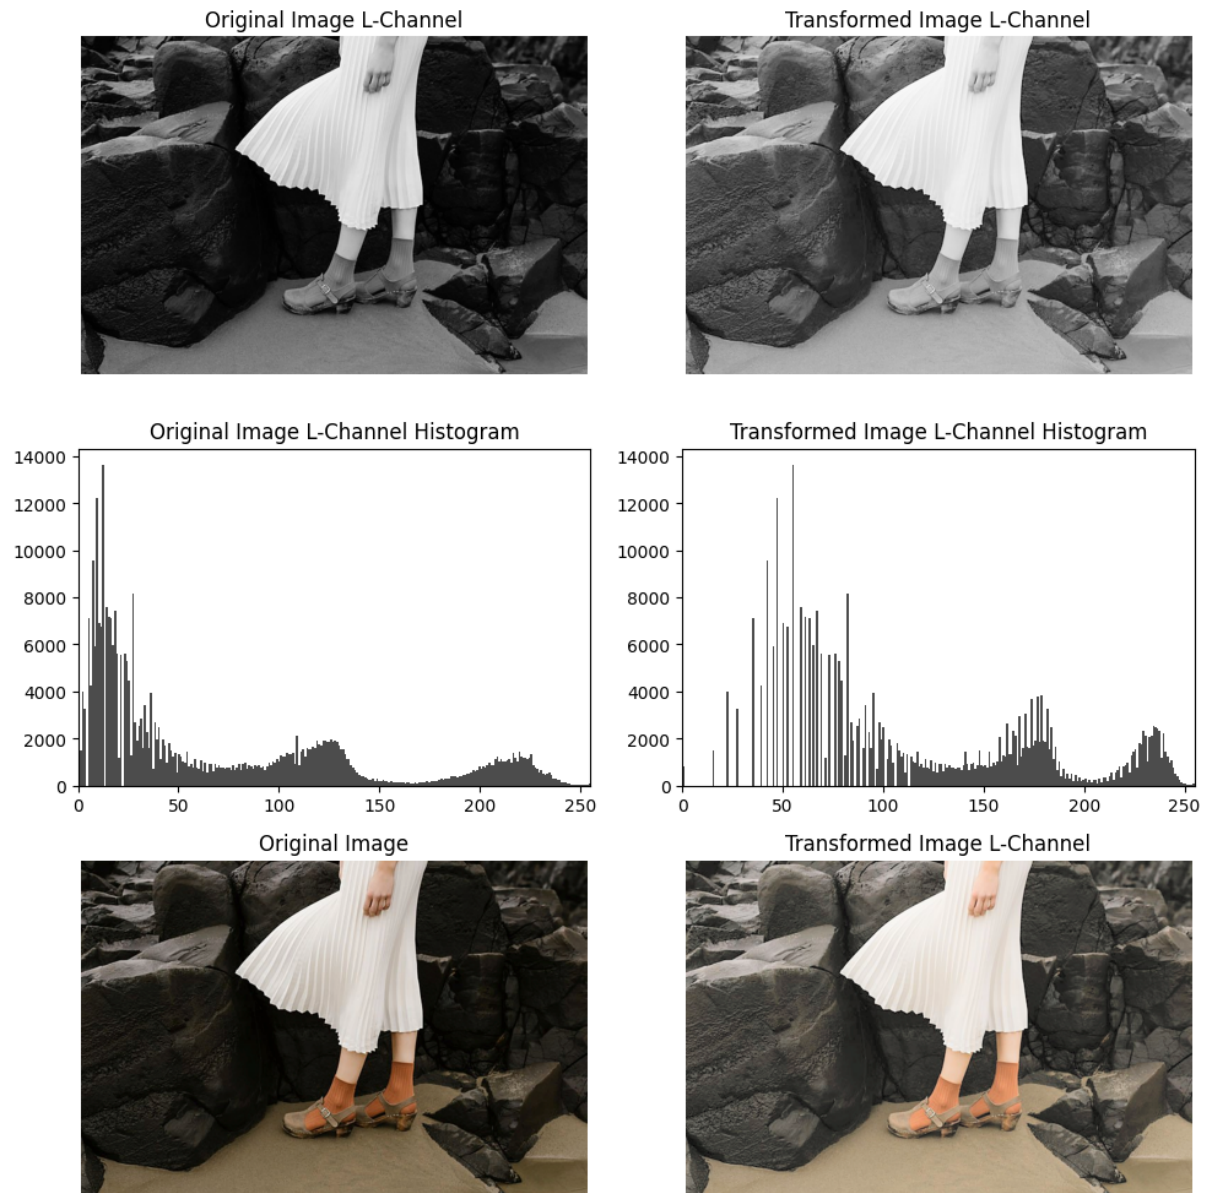 Original Image L-Channel
Transformed Image L-Channel
Original Image L-Channel Histogram
Transformed Image L-Channel Histogram
14000
12000
10000
8000
6000
4000
2000
0
0 50 100 150 200 250
14000
12000
10000
8000
6000
4000
2000
0
0 50 100 150 200 250
Original Image
Transformed Image L-Channel